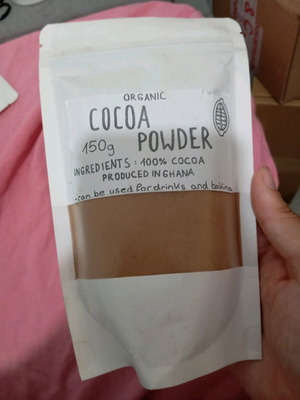 ORGANIC
COCOA
150g POWDER
INGREDIENTS : 100% COCOA
PRODUCED IN GHANA
-can be used for drinks and baking